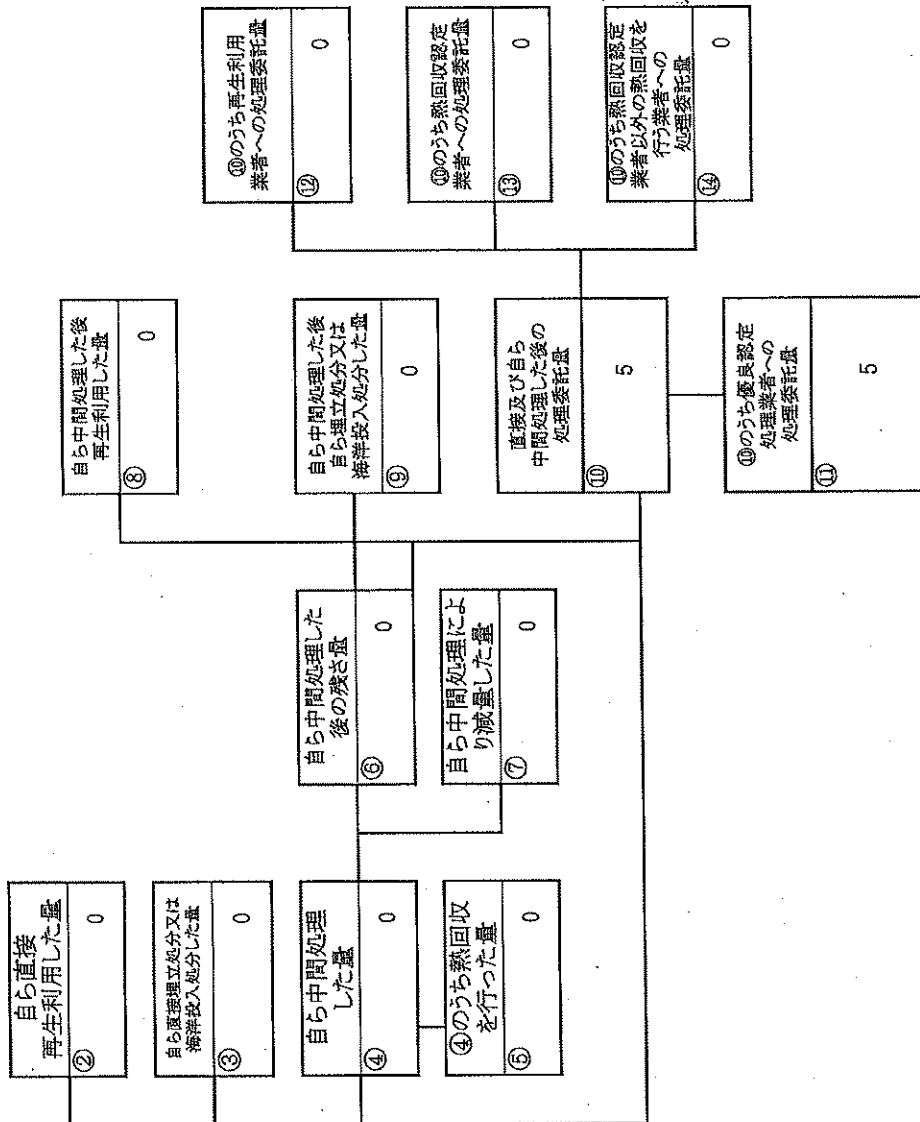 自ら直接
再生利用した量
②
0
自ら直接埋立処分又は
海洋投入処分した量
③
0
自ら中間処理
した量
④
0
④のうち熱回収
を行った量
⑤
0
自ら中間処理した
後の残さ量
⑥
0
自ら中間処理によ
り減量した量
⑦
0
自ら中間処理した後
再生利用した量
⑧
0
自ら中間処理した後
自ら埋立処分又は
海洋投入処分した量
⑨
0
直接及び自ら
中間処理した後の
処理委託量
⑩
5
⑩のうち優良認定
処理業者への
処理委託量
⑪
5
⑩のうち再生利用
業者への処理委託量
⑫
0
⑩のうち熱回収認定
業者への処理委託量
⑬
0
⑩のうち熱回収認定
業者以外の熱回収を
行う業者への
処理委託量
⑭
0